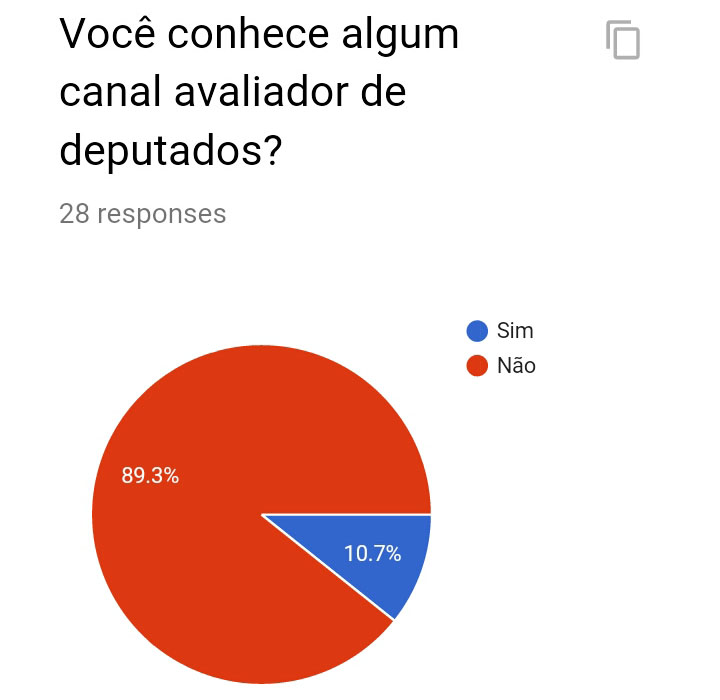 Você conhece algum
canal avaliador de
deputados?
28 responses
Sim
Não
89.3%
10.7%